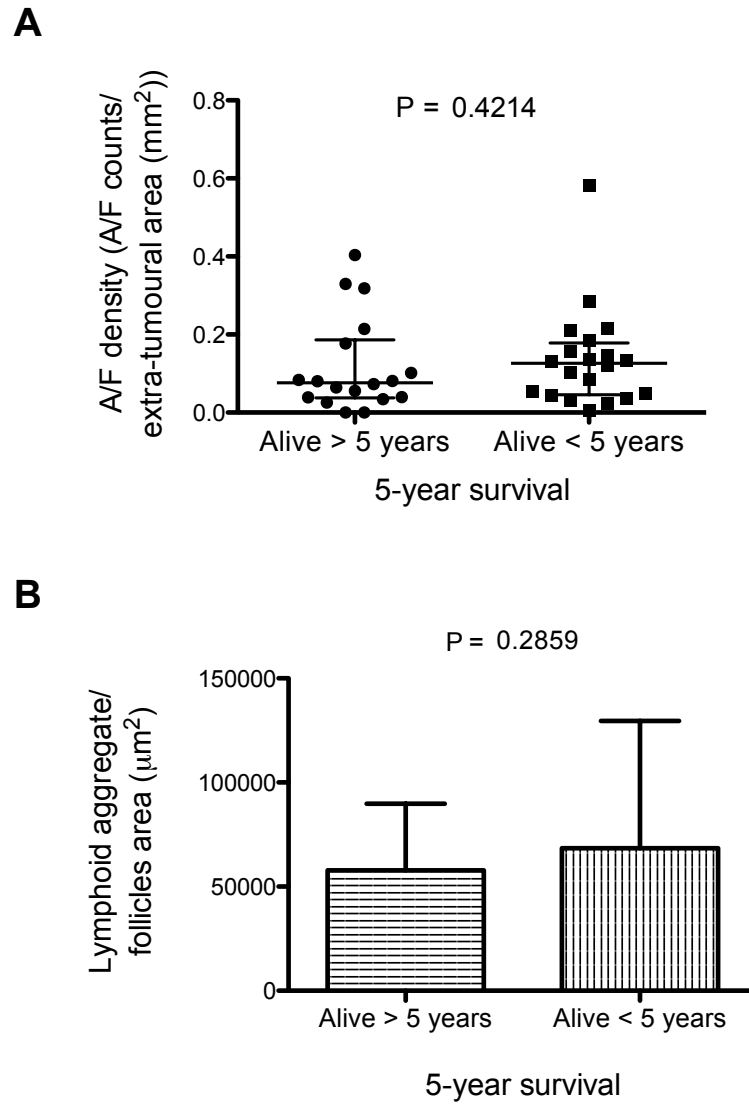 A
A/F density (A/F counts/
extra-tumoural area (mm²))
P = 0.4214
0.8
0.6
0.4
0.2
0.0
Alive > 5 years
Alive < 5 years
5-year survival
B
Lymphoid aggregate/
follicles area (μm²)
P = 0.2859
150000
100000
50000
0
Alive > 5 years
Alive < 5 years
5-year survival